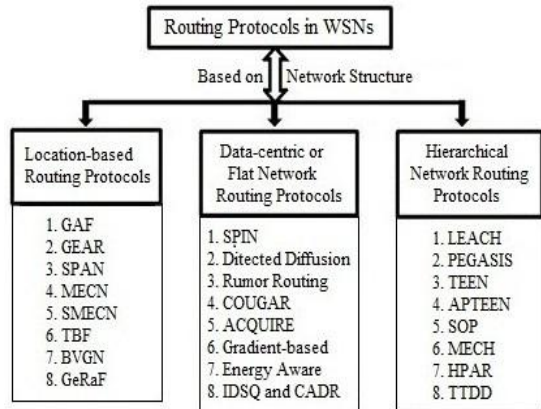 Routing Protocols in WSNs
Based on Network Structure
Location-based
Routing Protocols
1. GAF
2. GEAR
3. SPAN
4. MECN
5. SMECN
6. TBF
7. BVGN
8. GeRaF
Data-centric or
Flat Network
Routing Protocols
1. SPIN
2. Ditected Diffusion
3. Rumor Routing
4. COUGAR
5. ACQUIRE
6. Gradient-based
7. Energy Aware
8. IDSQ and CADR
Hierarchical
Network Routing
Protocols
1. LEACH
2. PEGASIS
3. TEEN
4. APTEEN
5. SOP
6. MECH
7. HPAR
8. TTDD